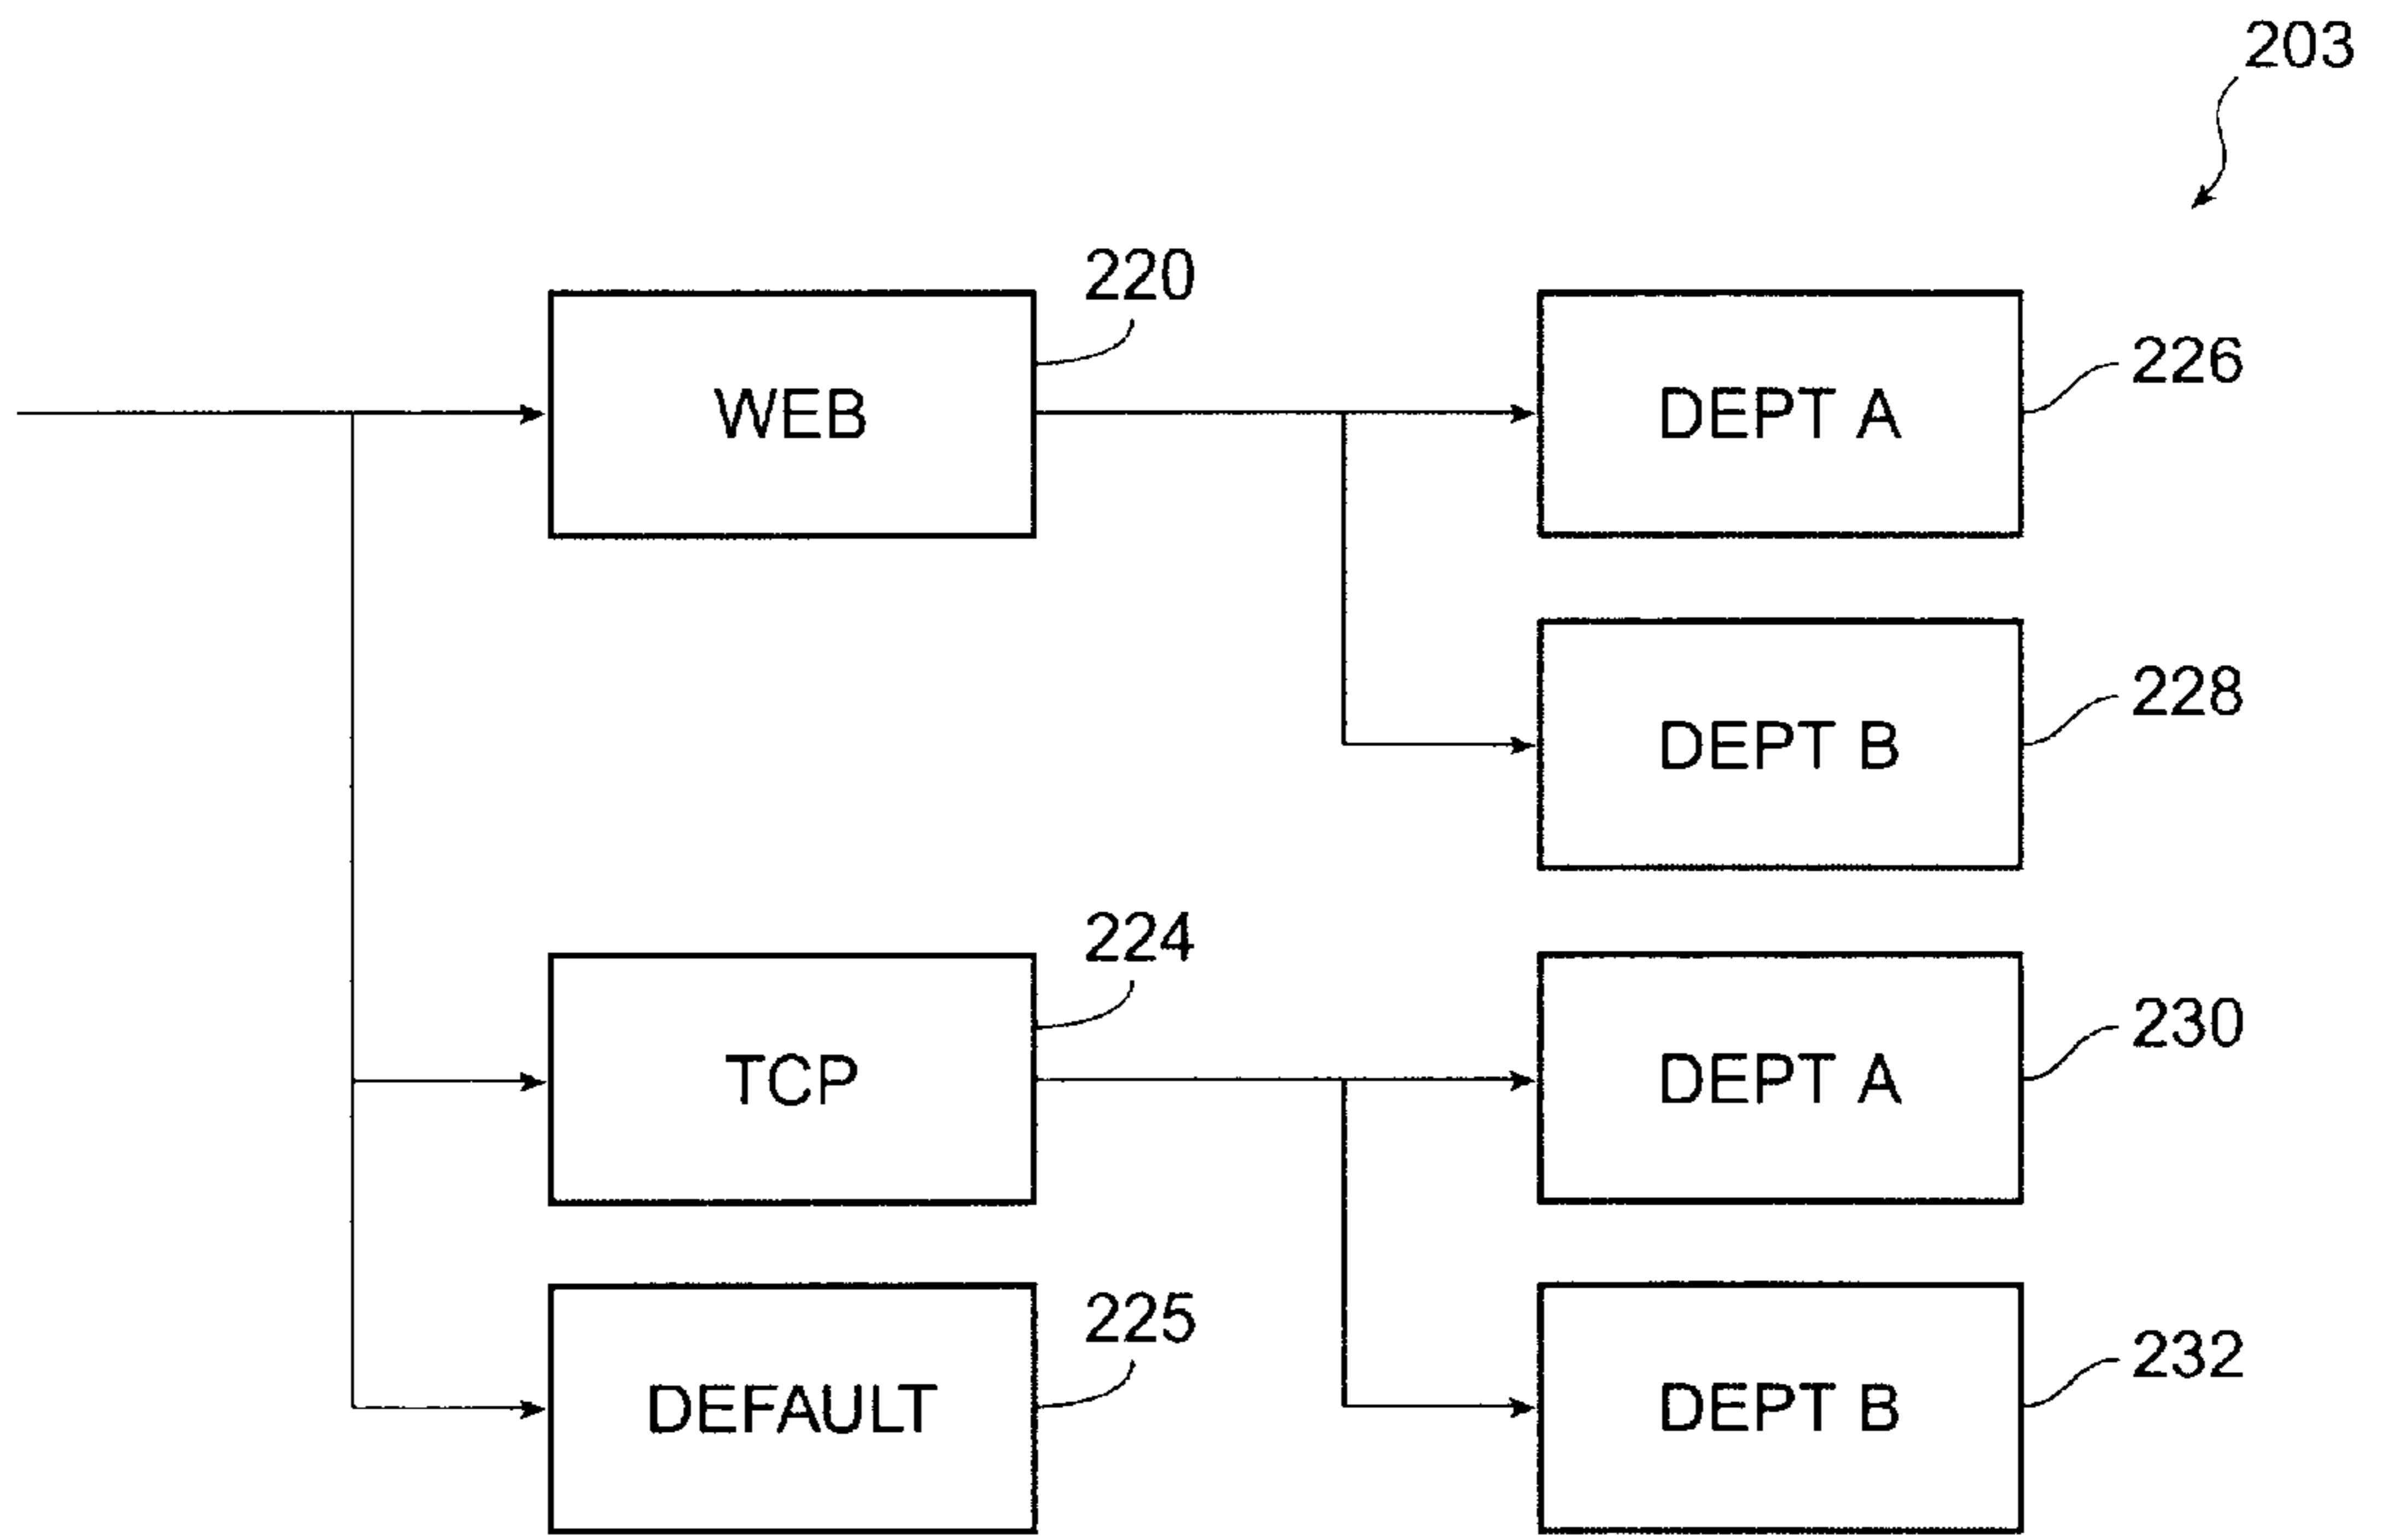 203
220
WEB
DEPT A
226
DEPT B
228
224
TCP
DEPT A
230
225
DEFAULT
DEPT B
232